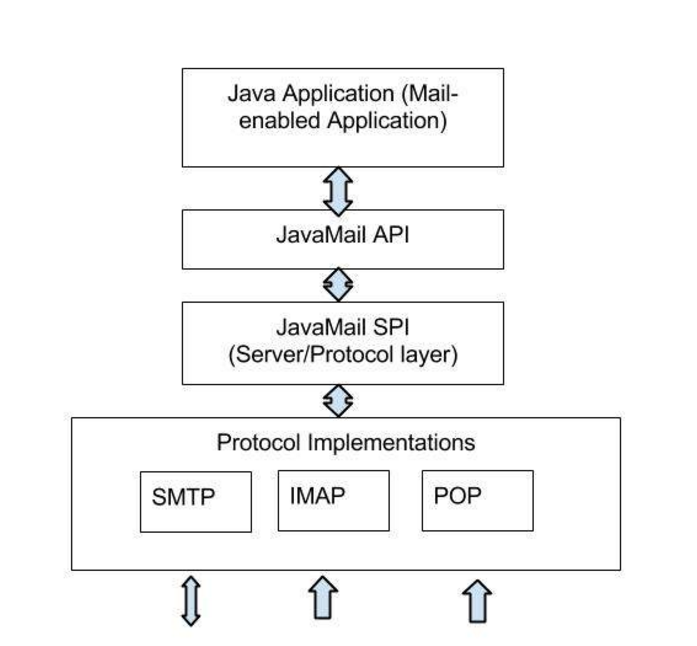 Java Application (Mail-
enabled Application)
JavaMail API
JavaMail SPI
(Server/Protocol layer)
Protocol Implementations
SMTP
IMAP
POP